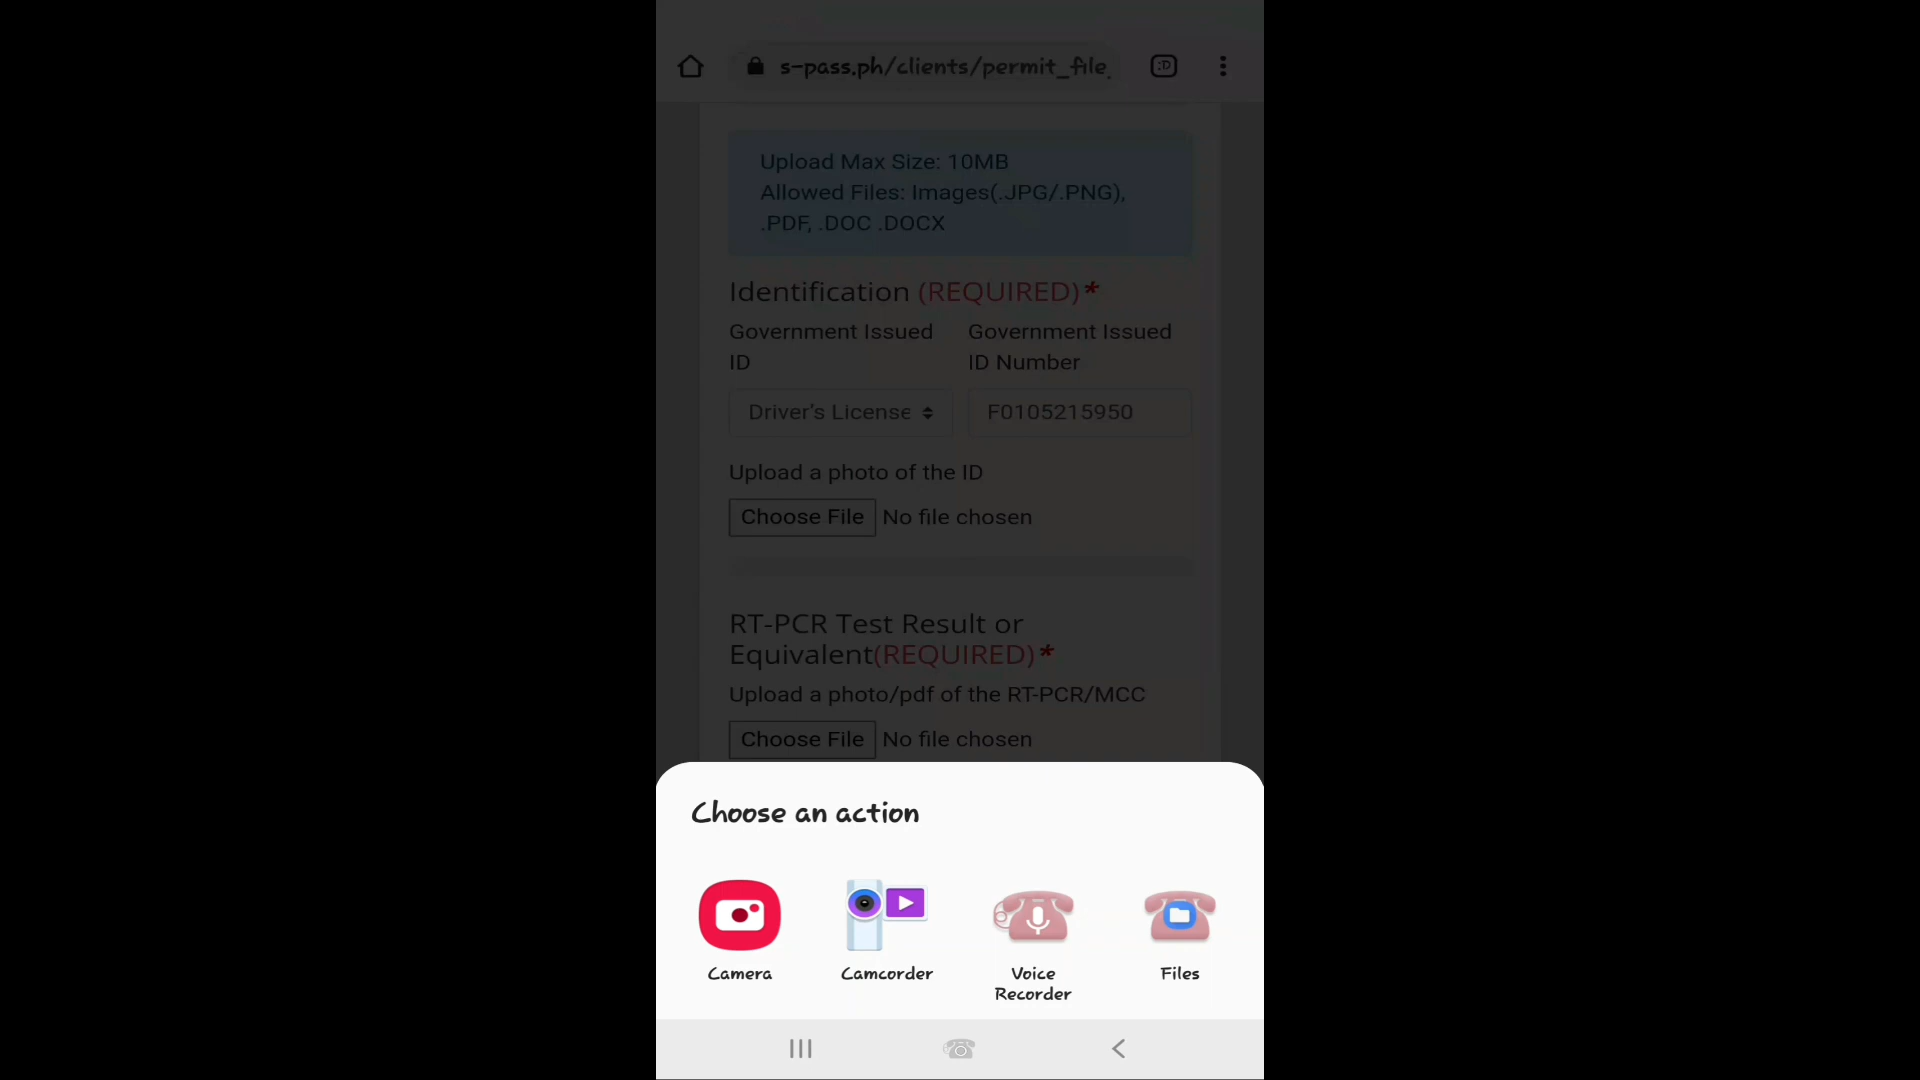 s-pass.ph/clients/permit_file_
:D
Upload Max Size: 10MB
Allowed Files: Images(.JPG/.PNG),
.PDF, .DOC .DOCX
Identification (REQUIRED)*
Government Issued
ID
Government Issued
ID Number
Driver's License
F0105215950
Upload a photo of the ID
Choose File No file chosen
RT-PCR Test Result or
Equivalent(REQUIRED)*
Upload a photo/pdf of the RT-PCR/MCC
Choose File No file chosen
Choose an action
Camera
Camcorder
Voice
Recorder
Files